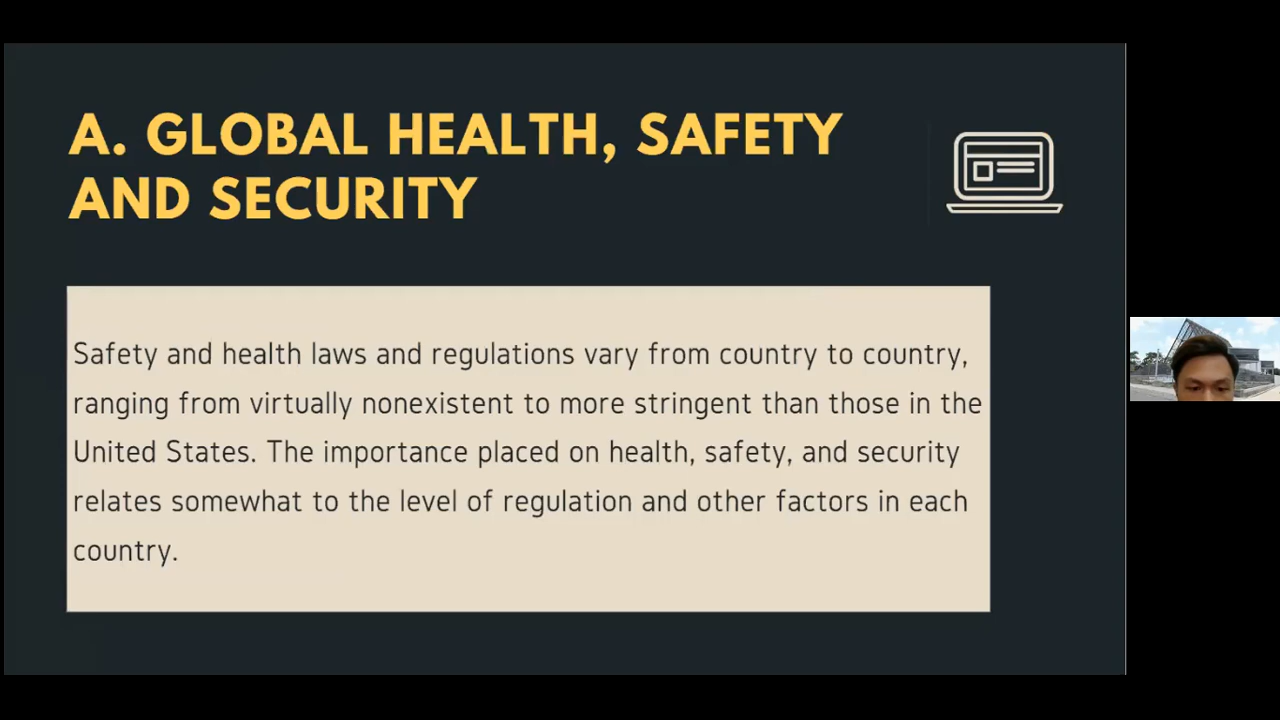 A. GLOBAL HEALTH, SAFETY
AND SECURITY
Safety and health laws and regulations vary from country to country,
ranging from virtually nonexistent to more stringent than those in the
United States. The importance placed on health, safety, and security
relates somewhat to the level of regulation and other factors in each
country.